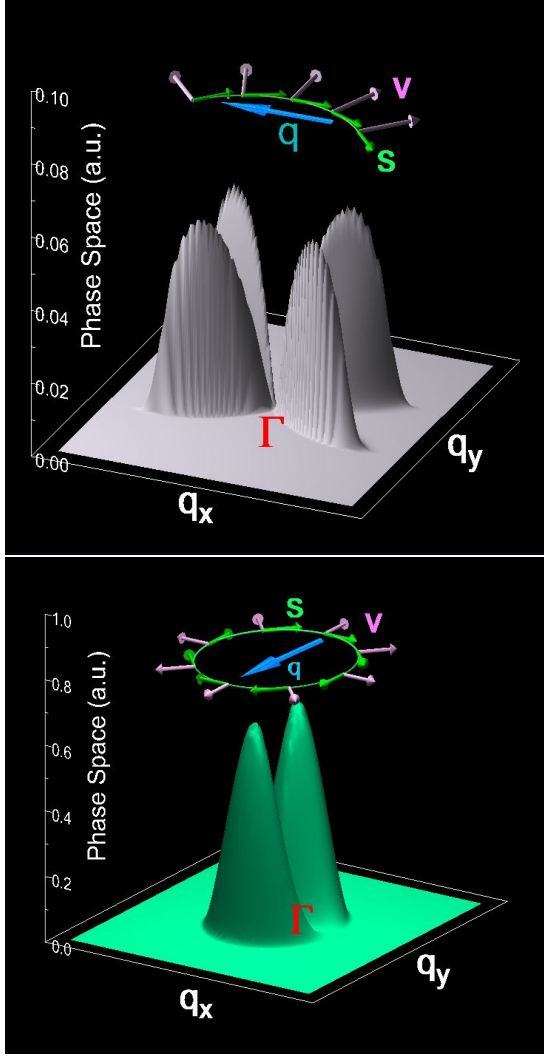 0.10
v
q
s
0.08
0.06
0.04
0.02
0.00
Phase Space (a.u.)
Γ
qx
qy
1.0
s
v
q
0.8
0.6
0.4
0.2
0.0
Phase Space (a.u.)
Γ
qx
qy